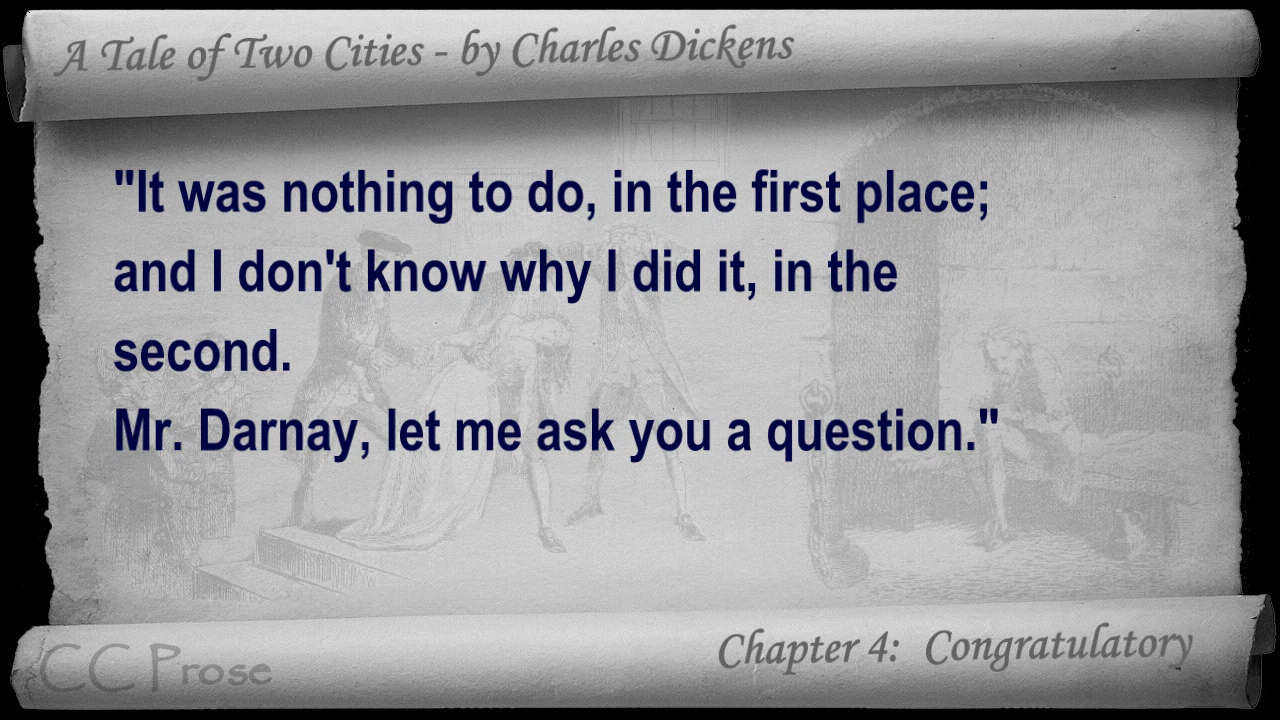 A Tale of Two Cities - by Charles Dickens
"It was nothing to do, in the first place;
and I don't know why I did it, in the
second.
Mr. Darnay, let me ask you a question."
Chapter 4: Congratulatory
CC Prose